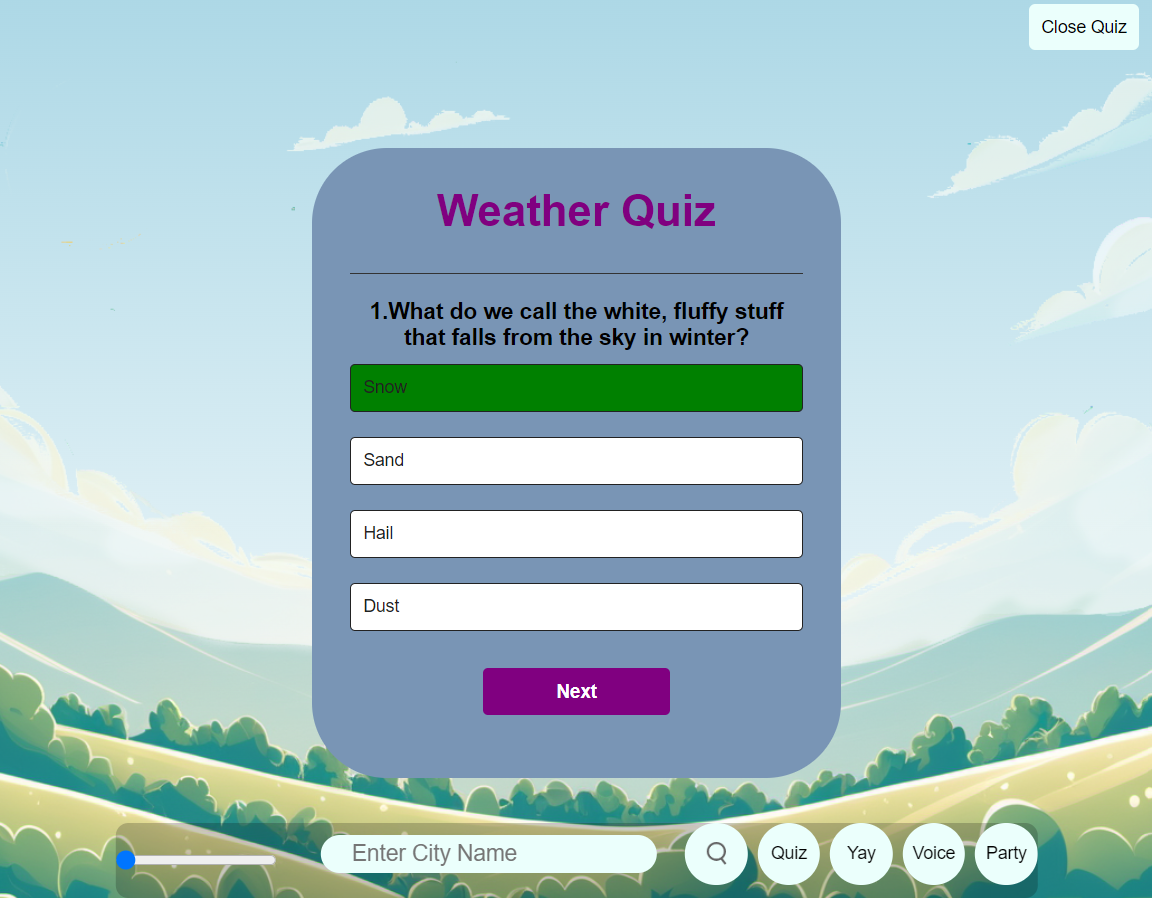 Close Quiz
Weather Quiz
1.What do we call the white, fluffy stuff
that falls from the sky in winter?
Snow
Sand
Hail
Dust
Next
Enter City Name
Quiz
Yay
Voice
Party